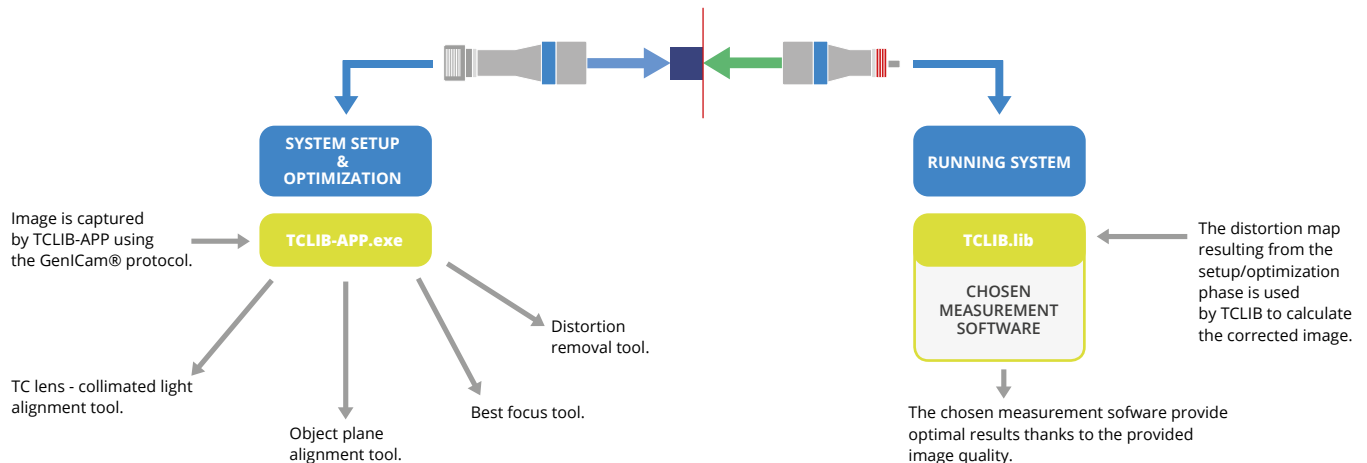 SYSTEM SETUP
&
OPTIMIZATION
RUNNING SYSTEM
Image is captured
by TCLIB-APP using
the GenICam® protocol.
TCLIB-APP.exe
TCLIB.lib
CHOSEN
MEASUREMENT
SOFTWARE
The distortion map
resulting from the
setup/optimization
phase is used
by TCLIB to calculate
the corrected image.
Distortion
removal tool.
TC lens - collimated light
alignment tool.
Best focus tool.
Object plane
alignment tool.
The chosen measurement sofware provide
optimal results thanks to the provided
image quality.